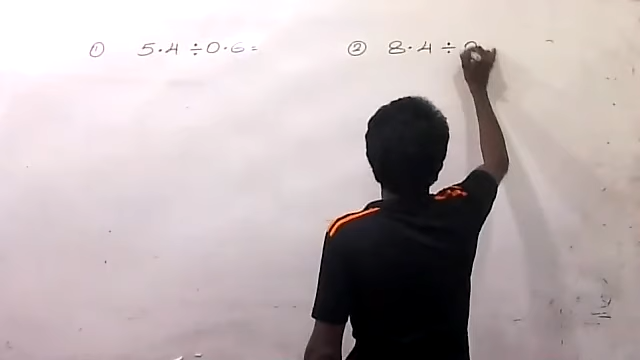 ① 5.4 ÷ 0.6 =
② 8.4 ÷